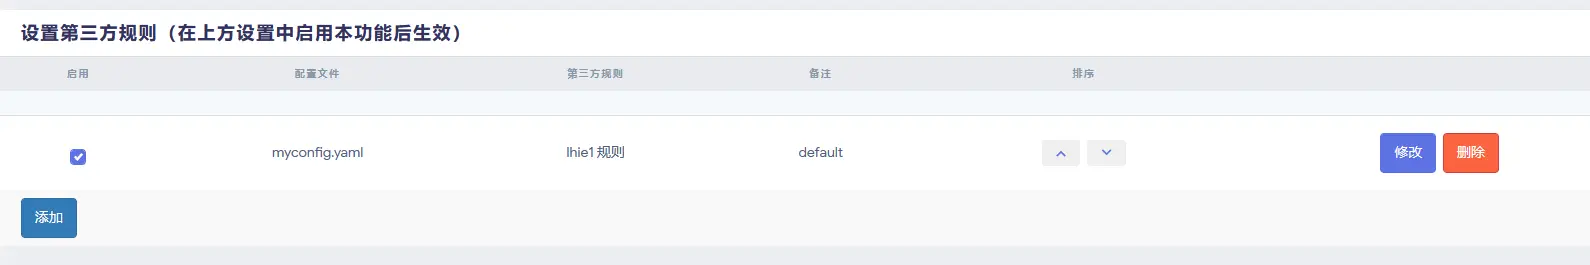 设置第三方规则（在上方设置中启用本功能后生效）
启用 配置文件 第三方规则 备注 排序
myconfig.yaml lhie1 规则 default 修改 删除
添加